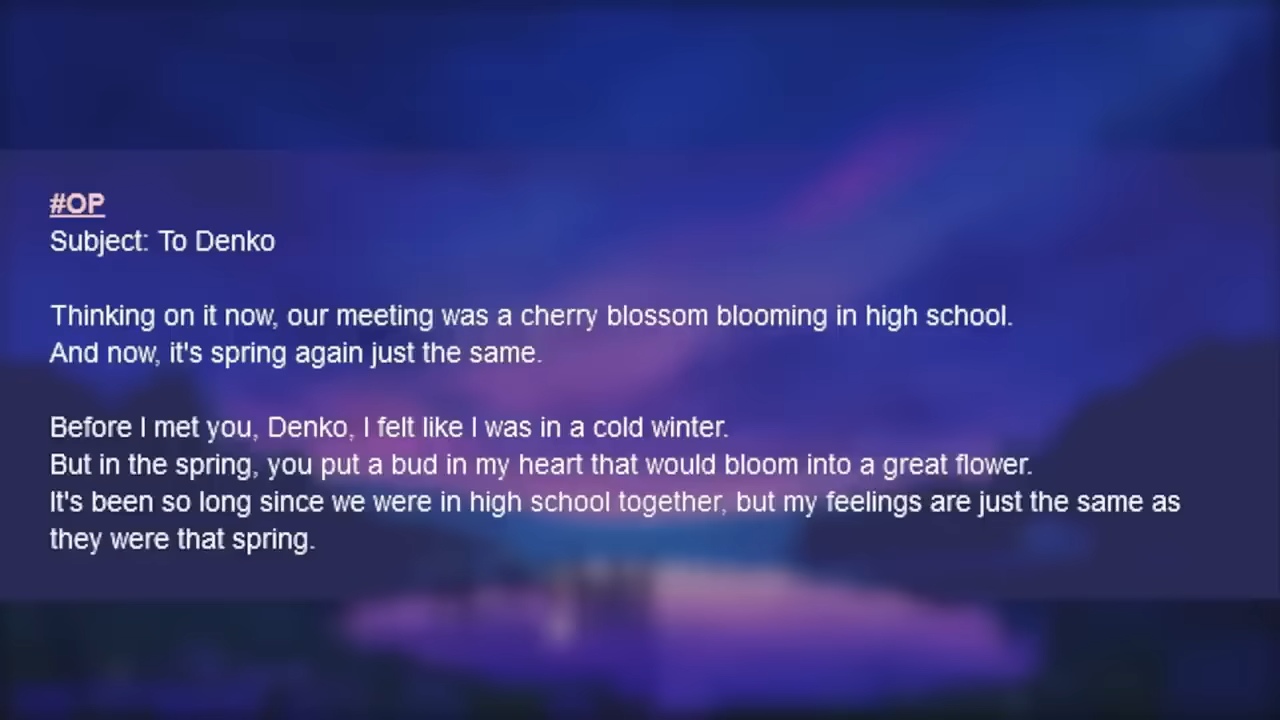 #OP
Subject: To Denko
Thinking on it now, our meeting was a cherry blossom blooming in high school.
And now, it's spring again just the same.
Before I met you, Denko, I felt like I was in a cold winter.
But in the spring, you put a bud in my heart that would bloom into a great flower.
It's been so long since we were in high school together, but my feelings are just the same as
they were that spring.